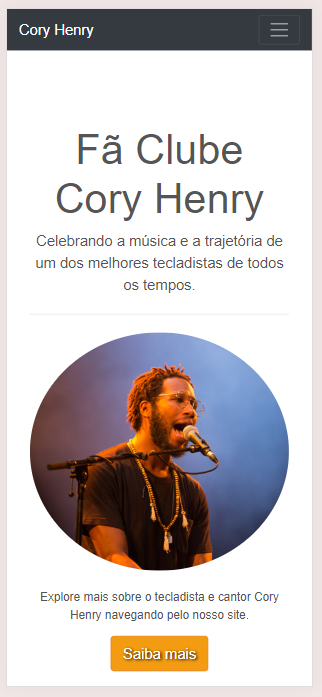 Cory Henry
Fã Clube
Cory Henry
Celebrando a música e a trajetória de
um dos melhores tecladistas de todos
os tempos.
Explore mais sobre o tecladista e cantor Cory
Henry navegando pelo nosso site.
Saiba mais